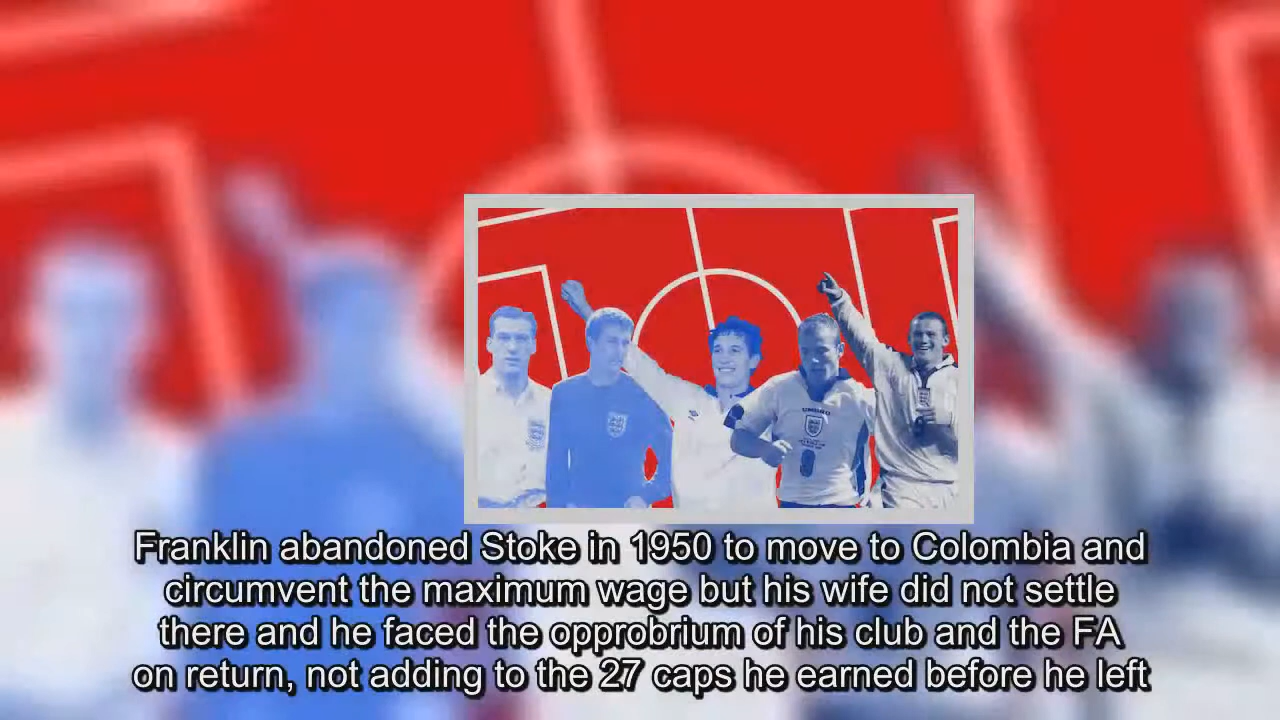 UMBRO
Franklin abandoned Stoke in 1950 to move to Colombia and
circumvent the maximum wage but his wife did not settle
there and he faced the opprobrium of his club and the FA
on return, not adding to the 27 caps he earned before he left